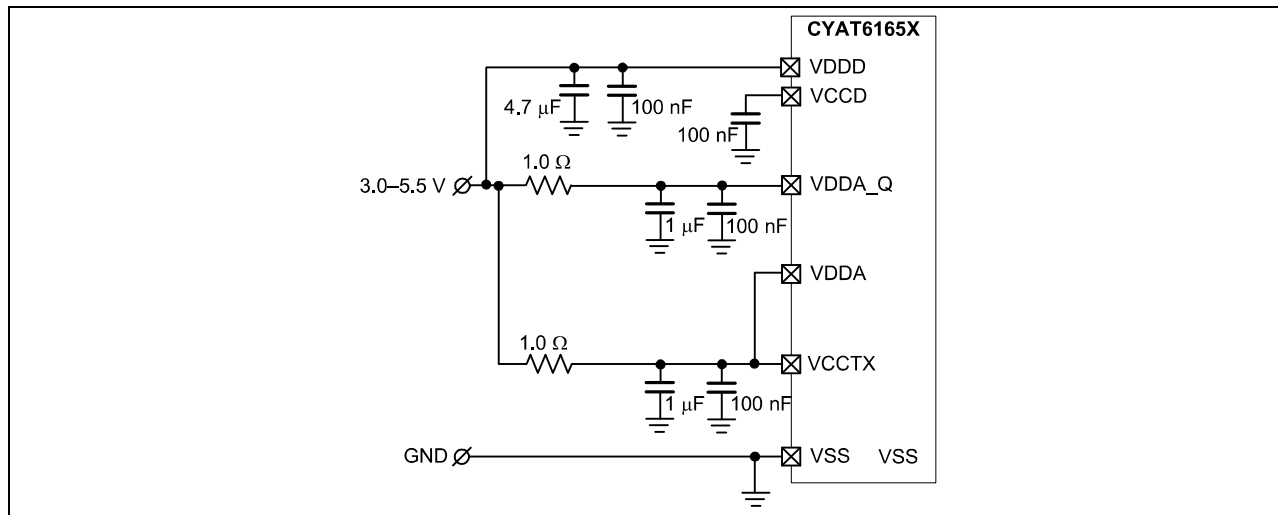 CYAT6165X
VDDD
VCCD
4.7 μF
100 nF
100 nF
1.0 Ω
3.0–5.5 V
VDDA_Q
1 μF
100 nF
VDDA
1.0 Ω
VCCTX
1 μF
100 nF
GND
VSS
VSS